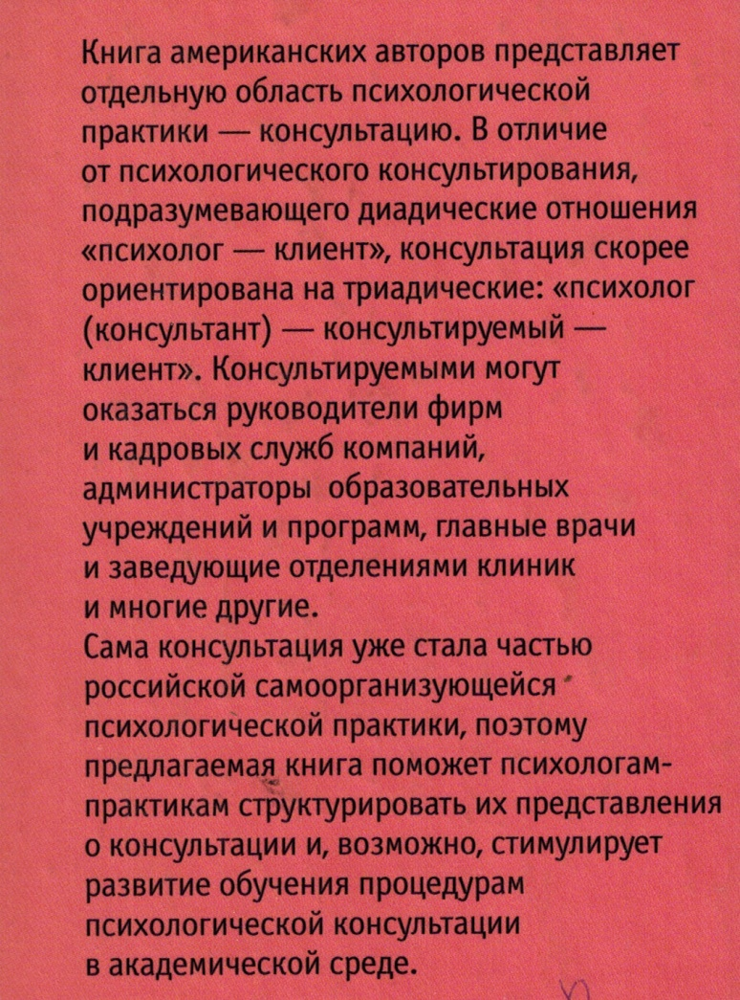 Книга американских авторов представляет
отдельную область психологической
практики — консультацию. В отличие
от психологического консультирования,
подразумевающего диадические отношения
«психолог — клиент», консультация скорее
ориентирована на триадические: «психолог
(консультант) — консультируемый —
клиент». Консультируемыми могут
оказаться руководители фирм
и кадровых служб компаний,
администраторы образовательных
учреждений и программ, главные врачи
и заведующие отделениями клиник
и многие другие.
Сама консультация уже стала частью
российской самоорганизующейся
психологической практики, поэтому
предлагаемая книга поможет психологам-
практикам структурировать их представления
о консультации и, возможно, стимулирует
развитие обучения процедурам
психологической консультации
в академической среде.